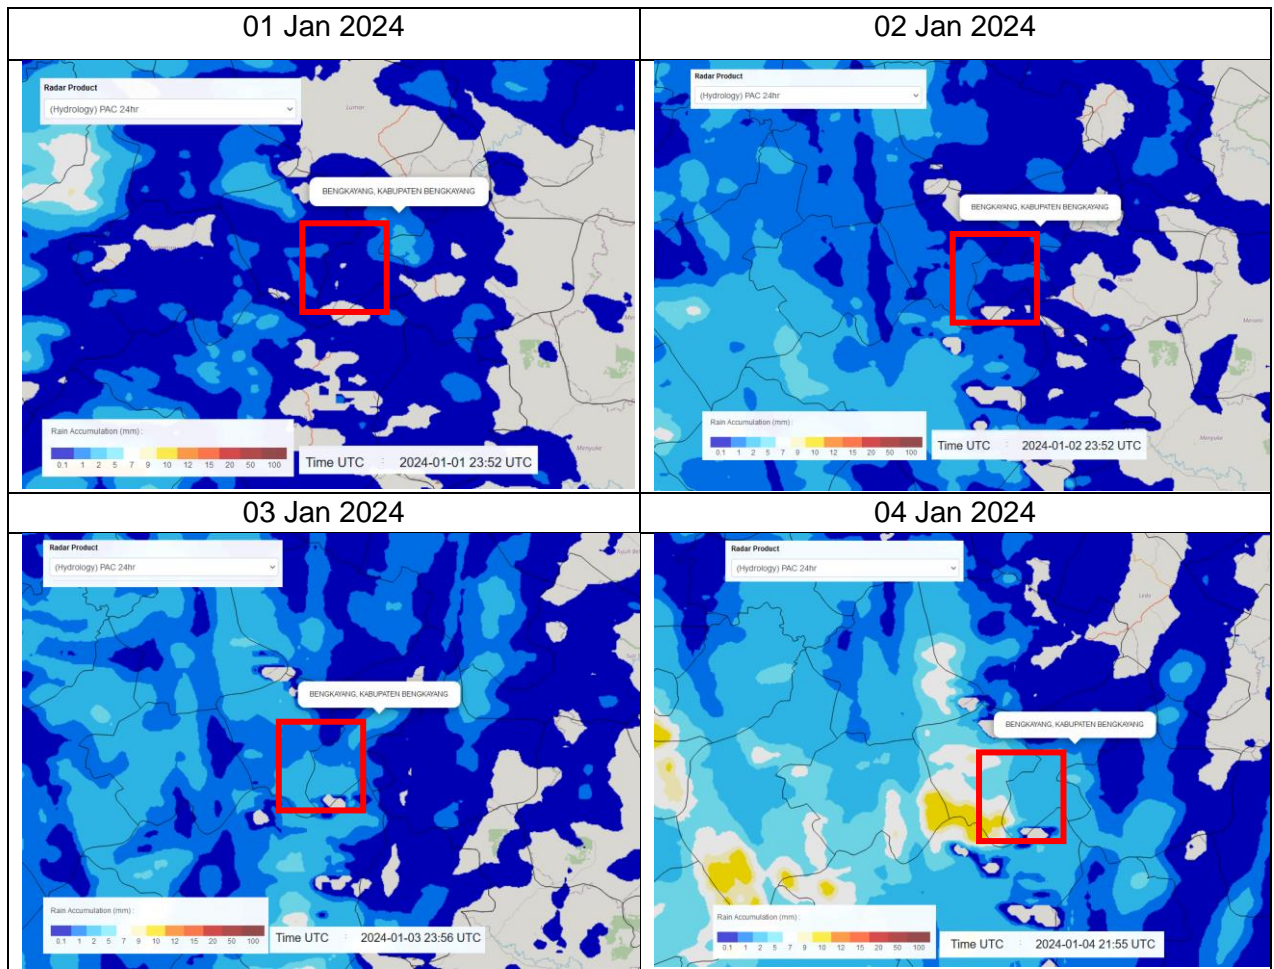 01 Jan 2024
02 Jan 2024
Radar Product
(Hydrology) PAC 24hr
Lumar
BENGKAYANG, KABUPATEN BENGKAYANG
Menyuke
Rain Accumulation (mm) :
0.1 1 2 5 7 9 10 12 15 20 50 100
Time UTC : 2024-01-01 23:52 UTC
Radar Product
(Hydrology) PAC 24hr
BENGKAYANG, KABUPATEN BENGKAYANG
Menyuke
Rain Accumulation (mm) :
0.1 1 2 5 7 9 10 12 15 20 50 100
Time UTC : 2024-01-02 23:52 UTC
03 Jan 2024
04 Jan 2024
Radar Product
(Hydrology) PAC 24hr
BENGKAYANG, KABUPATEN BENGKAYANG
Rain Accumulation (mm) :
0.1 1 2 5 7 9 10 12 15 20 50 100
Time UTC : 2024-01-03 23:56 UTC
Radar Product
(Hydrology) PAC 24hr
Ledo
BENGKAYANG, KABUPATEN BENGKAYANG
Rain Accumulation (mm) :
0.1 1 2 5 7 9 10 12 15 20 50 100
Time UTC : 2024-01-04 21:55 UTC